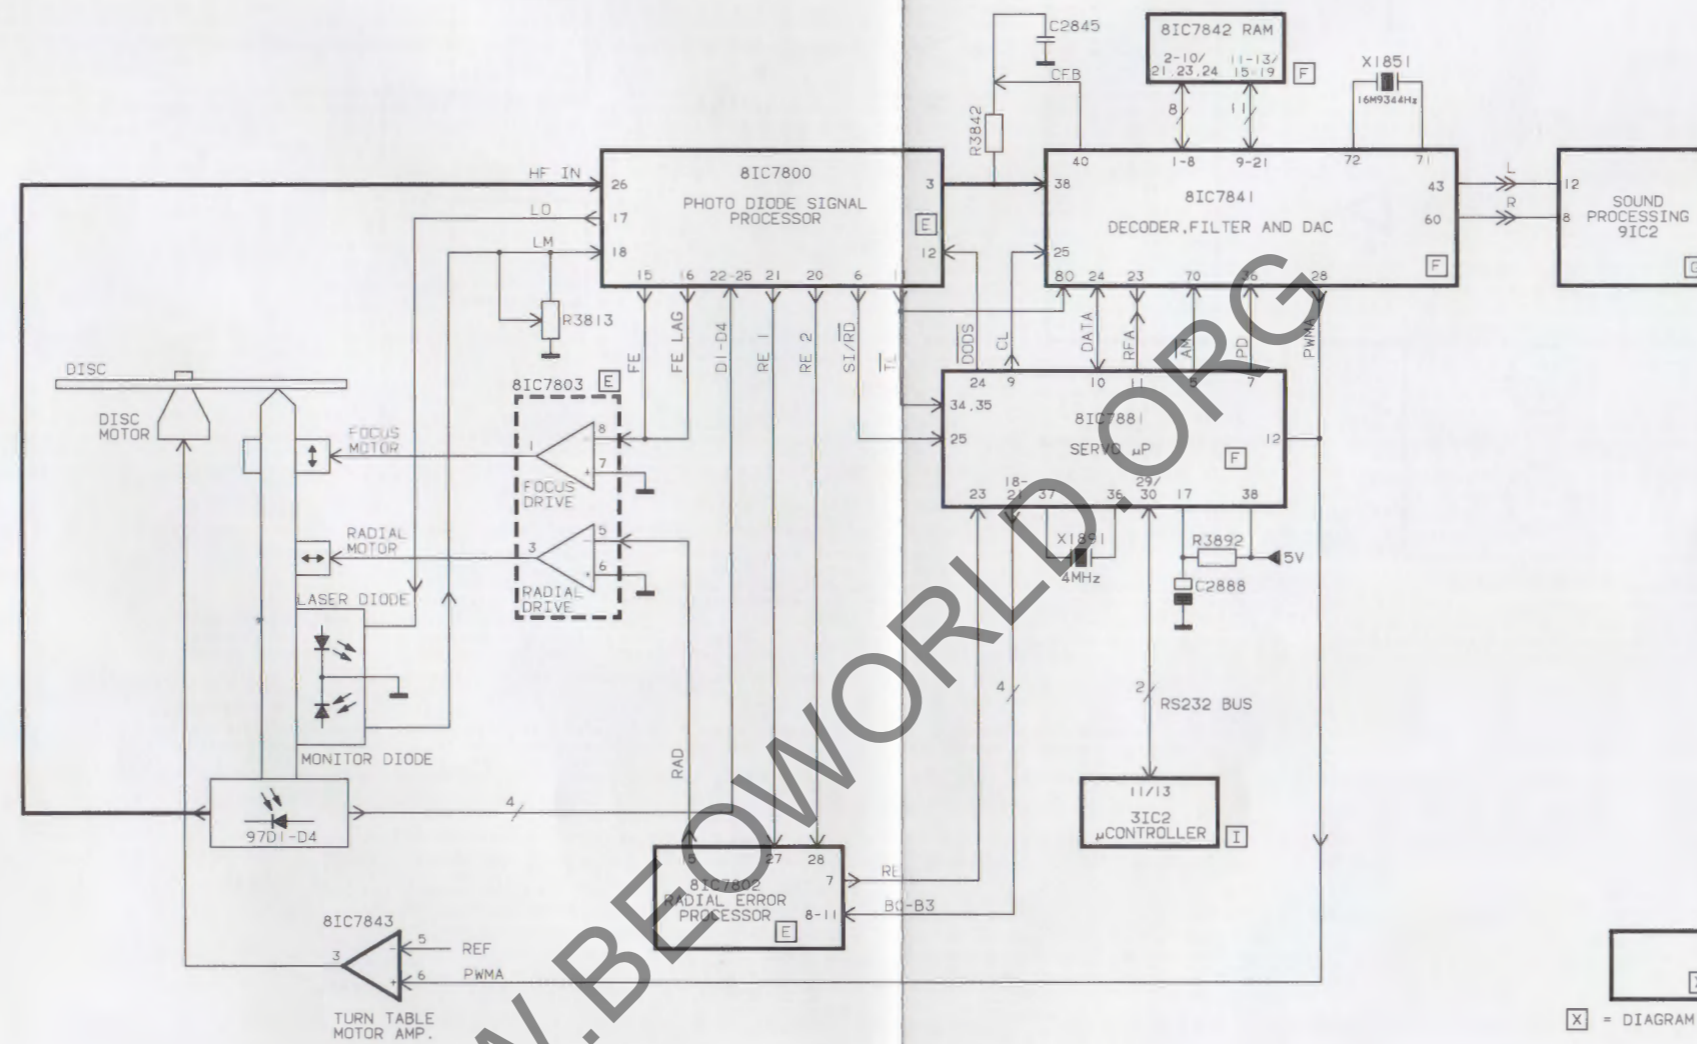 C2845
CFB
R3842
8IC7842 RAM
2-10/ 11-13/
21,23,24 15-19
F
8
11
X1851
16M9344Hz
HF IN
LO
LM
26
17
18
8IC7800
PHOTO DIODE SIGNAL
PROCESSOR
3
E
12
15 16 22-25 21 20 6 11
40 1-8 9-21 72 71
38
8IC7841
DECODER,FILTER AND DAC
43
60
25
F
80 24 23 70 36 28
L
R
12
8
SOUND
PROCESSING
9IC2
R3813
FE
FE LAG
D1-D4
RE 1
RE 2
SI/RD
TL
DODS
CL
DATA
RFA
AM
PD
PWMA
DISC
DISC
MOTOR
FOCUS
MOTOR
RADIAL
MOTOR
8IC7803
E
1
8
7
FOCUS
DRIVE
3
5
6
RADIAL
DRIVE
24 9 10 11 5 7
34,35
25
8IC7881
SERVO µP
F
12
23 18-21 37 36 29/30 17 38
X1891
4MHz
R3892
5V
C2888
LASER DIODE
MONITOR DIODE
97D1-D4
4
RAD
4
2
RS232 BUS
11/13
3IC2
µCONTROLLER
I
15 27 28
8IC7802
RADIAL ERROR
PROCESSOR
E
7
8-11
RE
B0-B3
8IC7843
3
5
REF
6
PWMA
TURN TABLE
MOTOR AMP.
X = DIAGRAM
W.BEOWORLD.ORG